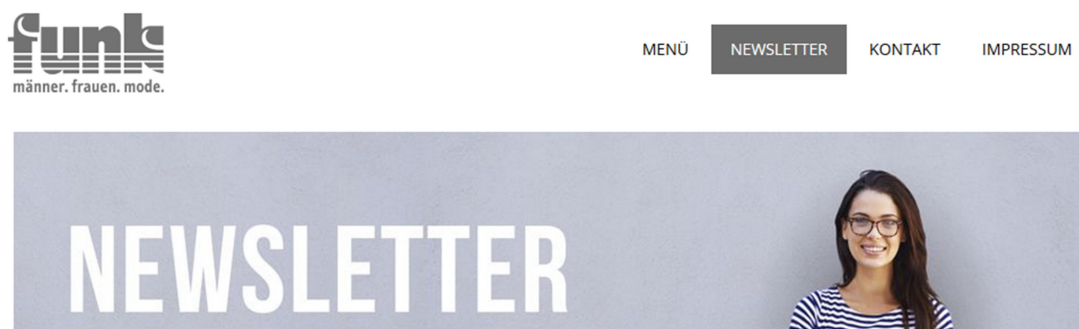 funk
männer. frauen. mode.
MENÜ NEWSLETTER KONTAKT IMPRESSUM
NEWSLETTER